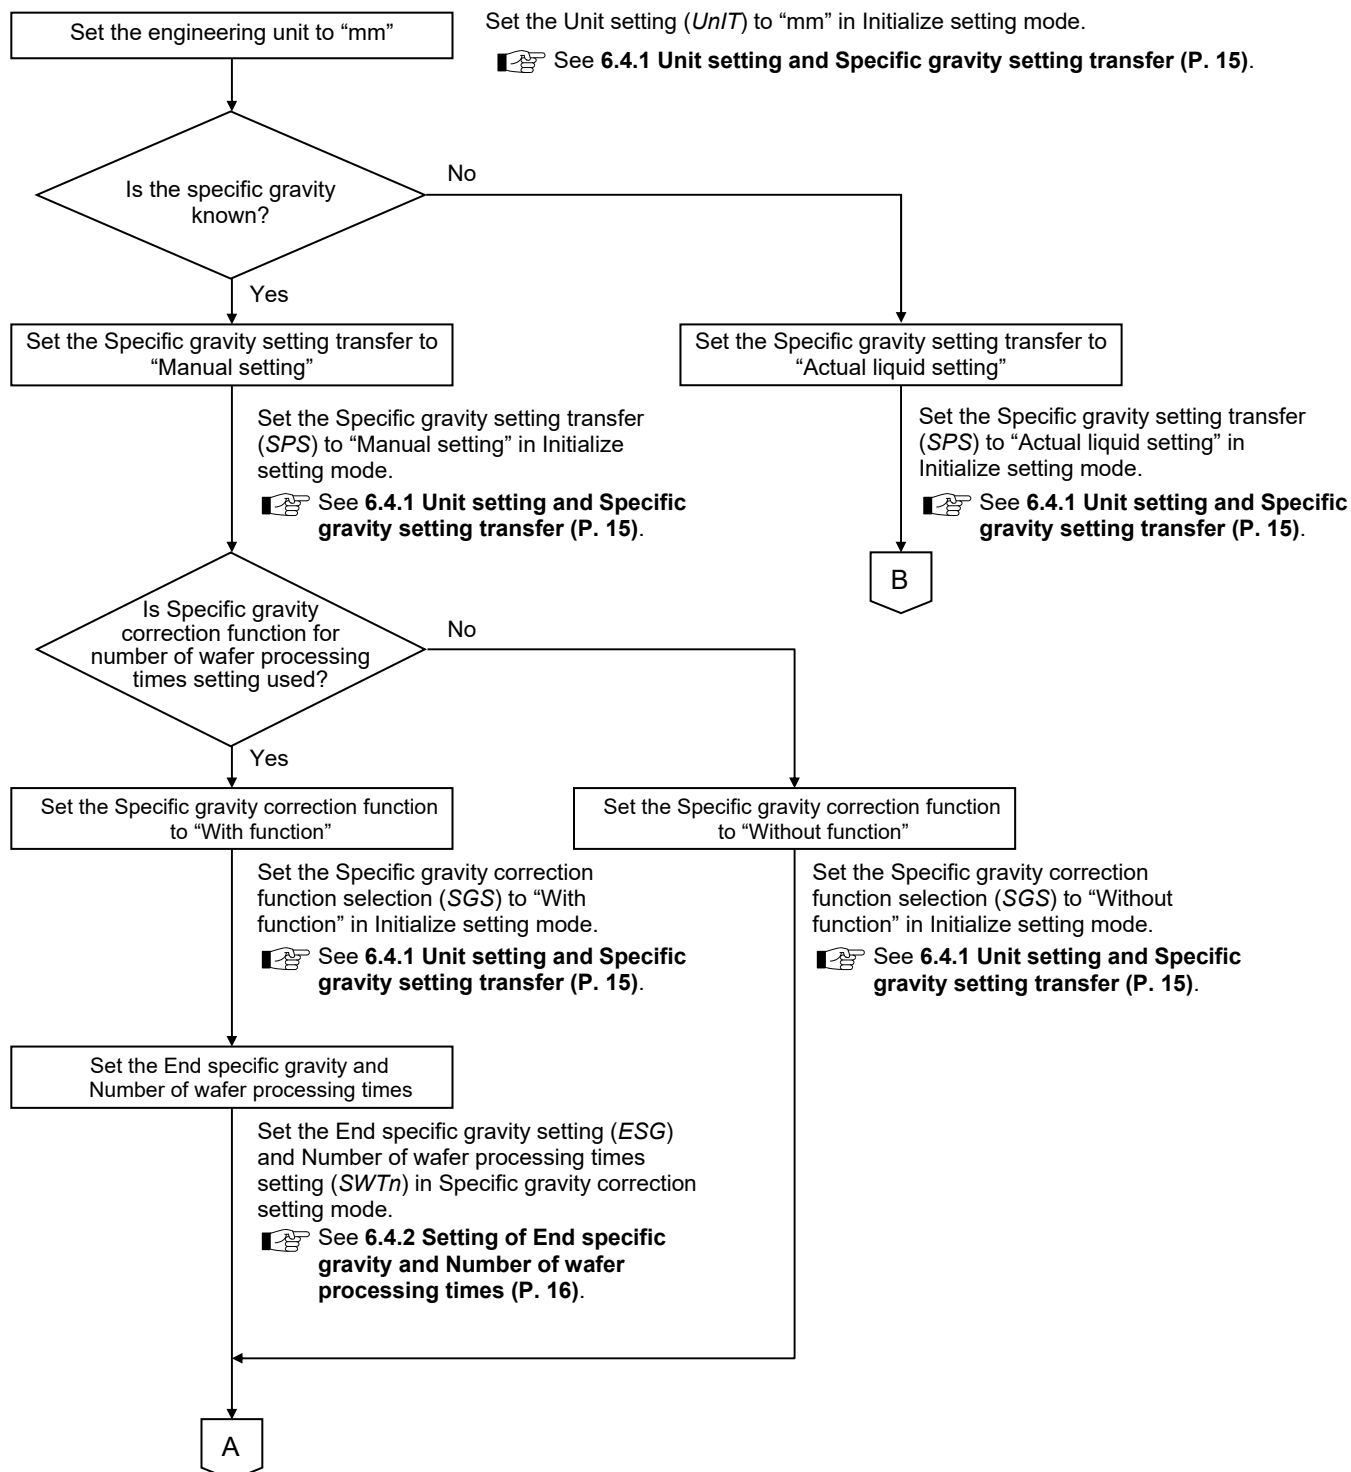 Set the engineering unit to “mm”
Set the Unit setting (UnIT) to “mm” in Initialize setting mode.
See 6.4.1 Unit setting and Specific gravity setting transfer (P. 15).
Is the specific gravity
known?
No
Yes
Set the Specific gravity setting transfer to
“Manual setting”
Set the Specific gravity setting transfer to
“Actual liquid setting”
Set the Specific gravity setting transfer
(SPS) to “Manual setting” in Initialize
setting mode.
See 6.4.1 Unit setting and Specific
gravity setting transfer (P. 15).
Set the Specific gravity setting transfer
(SPS) to “Actual liquid setting” in
Initialize setting mode.
See 6.4.1 Unit setting and Specific
gravity setting transfer (P. 15).
B
Is Specific gravity
correction function for
number of wafer processing
times setting used?
No
Yes
Set the Specific gravity correction function
to “With function”
Set the Specific gravity correction function
to “Without function”
Set the Specific gravity correction
function selection (SGS) to “With
function” in Initialize setting mode.
See 6.4.1 Unit setting and Specific
gravity setting transfer (P. 15).
Set the Specific gravity correction
function selection (SGS) to “Without
function” in Initialize setting mode.
See 6.4.1 Unit setting and Specific
gravity setting transfer (P. 15).
Set the End specific gravity and
Number of wafer processing times
Set the End specific gravity setting (ESG)
and Number of wafer processing times
setting (SWTn) in Specific gravity correction
setting mode.
See 6.4.2 Setting of End specific
gravity and Number of wafer
processing times (P. 16).
A